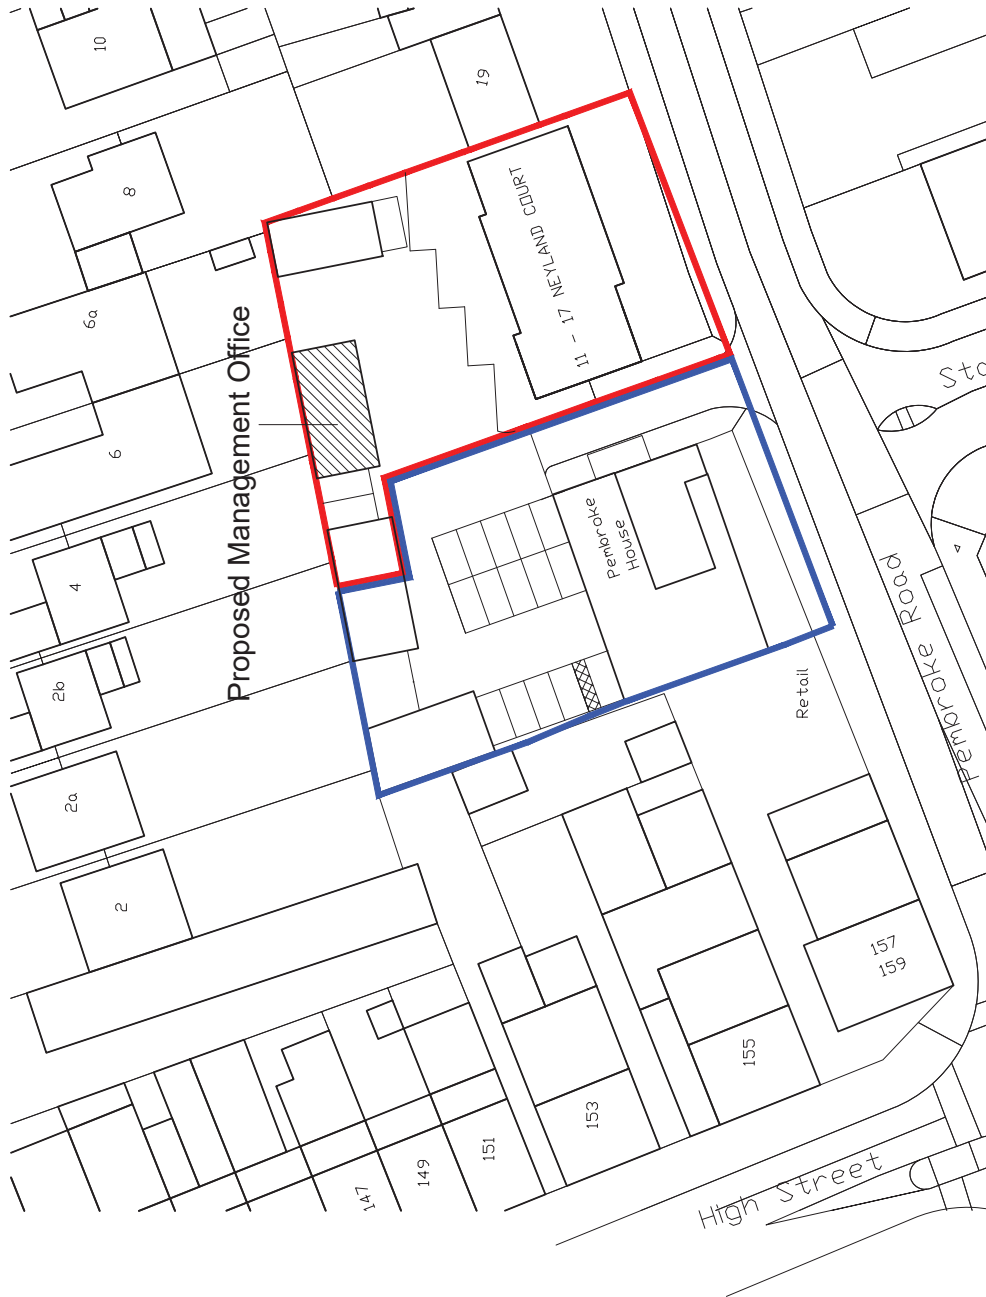 10
19
8
6a
6
Proposed Management Office
11 - 17 NEYLAND COURT
4
2b
2a
2
Pembroke
House
Retail
Pembroke Road
157
159
155
153
151
149
147
High Street